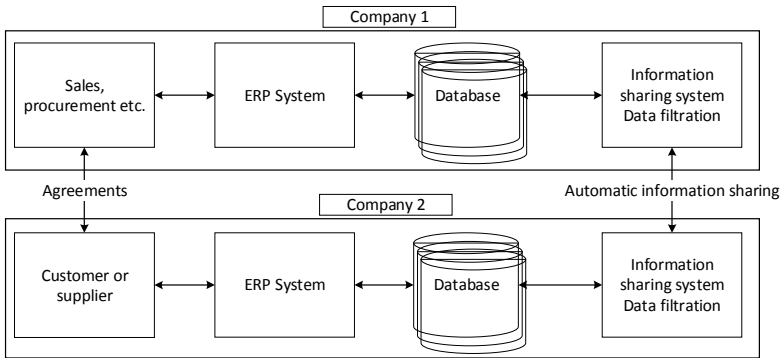 Company 1
Sales,
procurement etc.
ERP System
Database
Information
sharing system
Data filtration
Agreements
Automatic information sharing
Company 2
Customer or
supplier
ERP System
Database
Information
sharing system
Data filtration